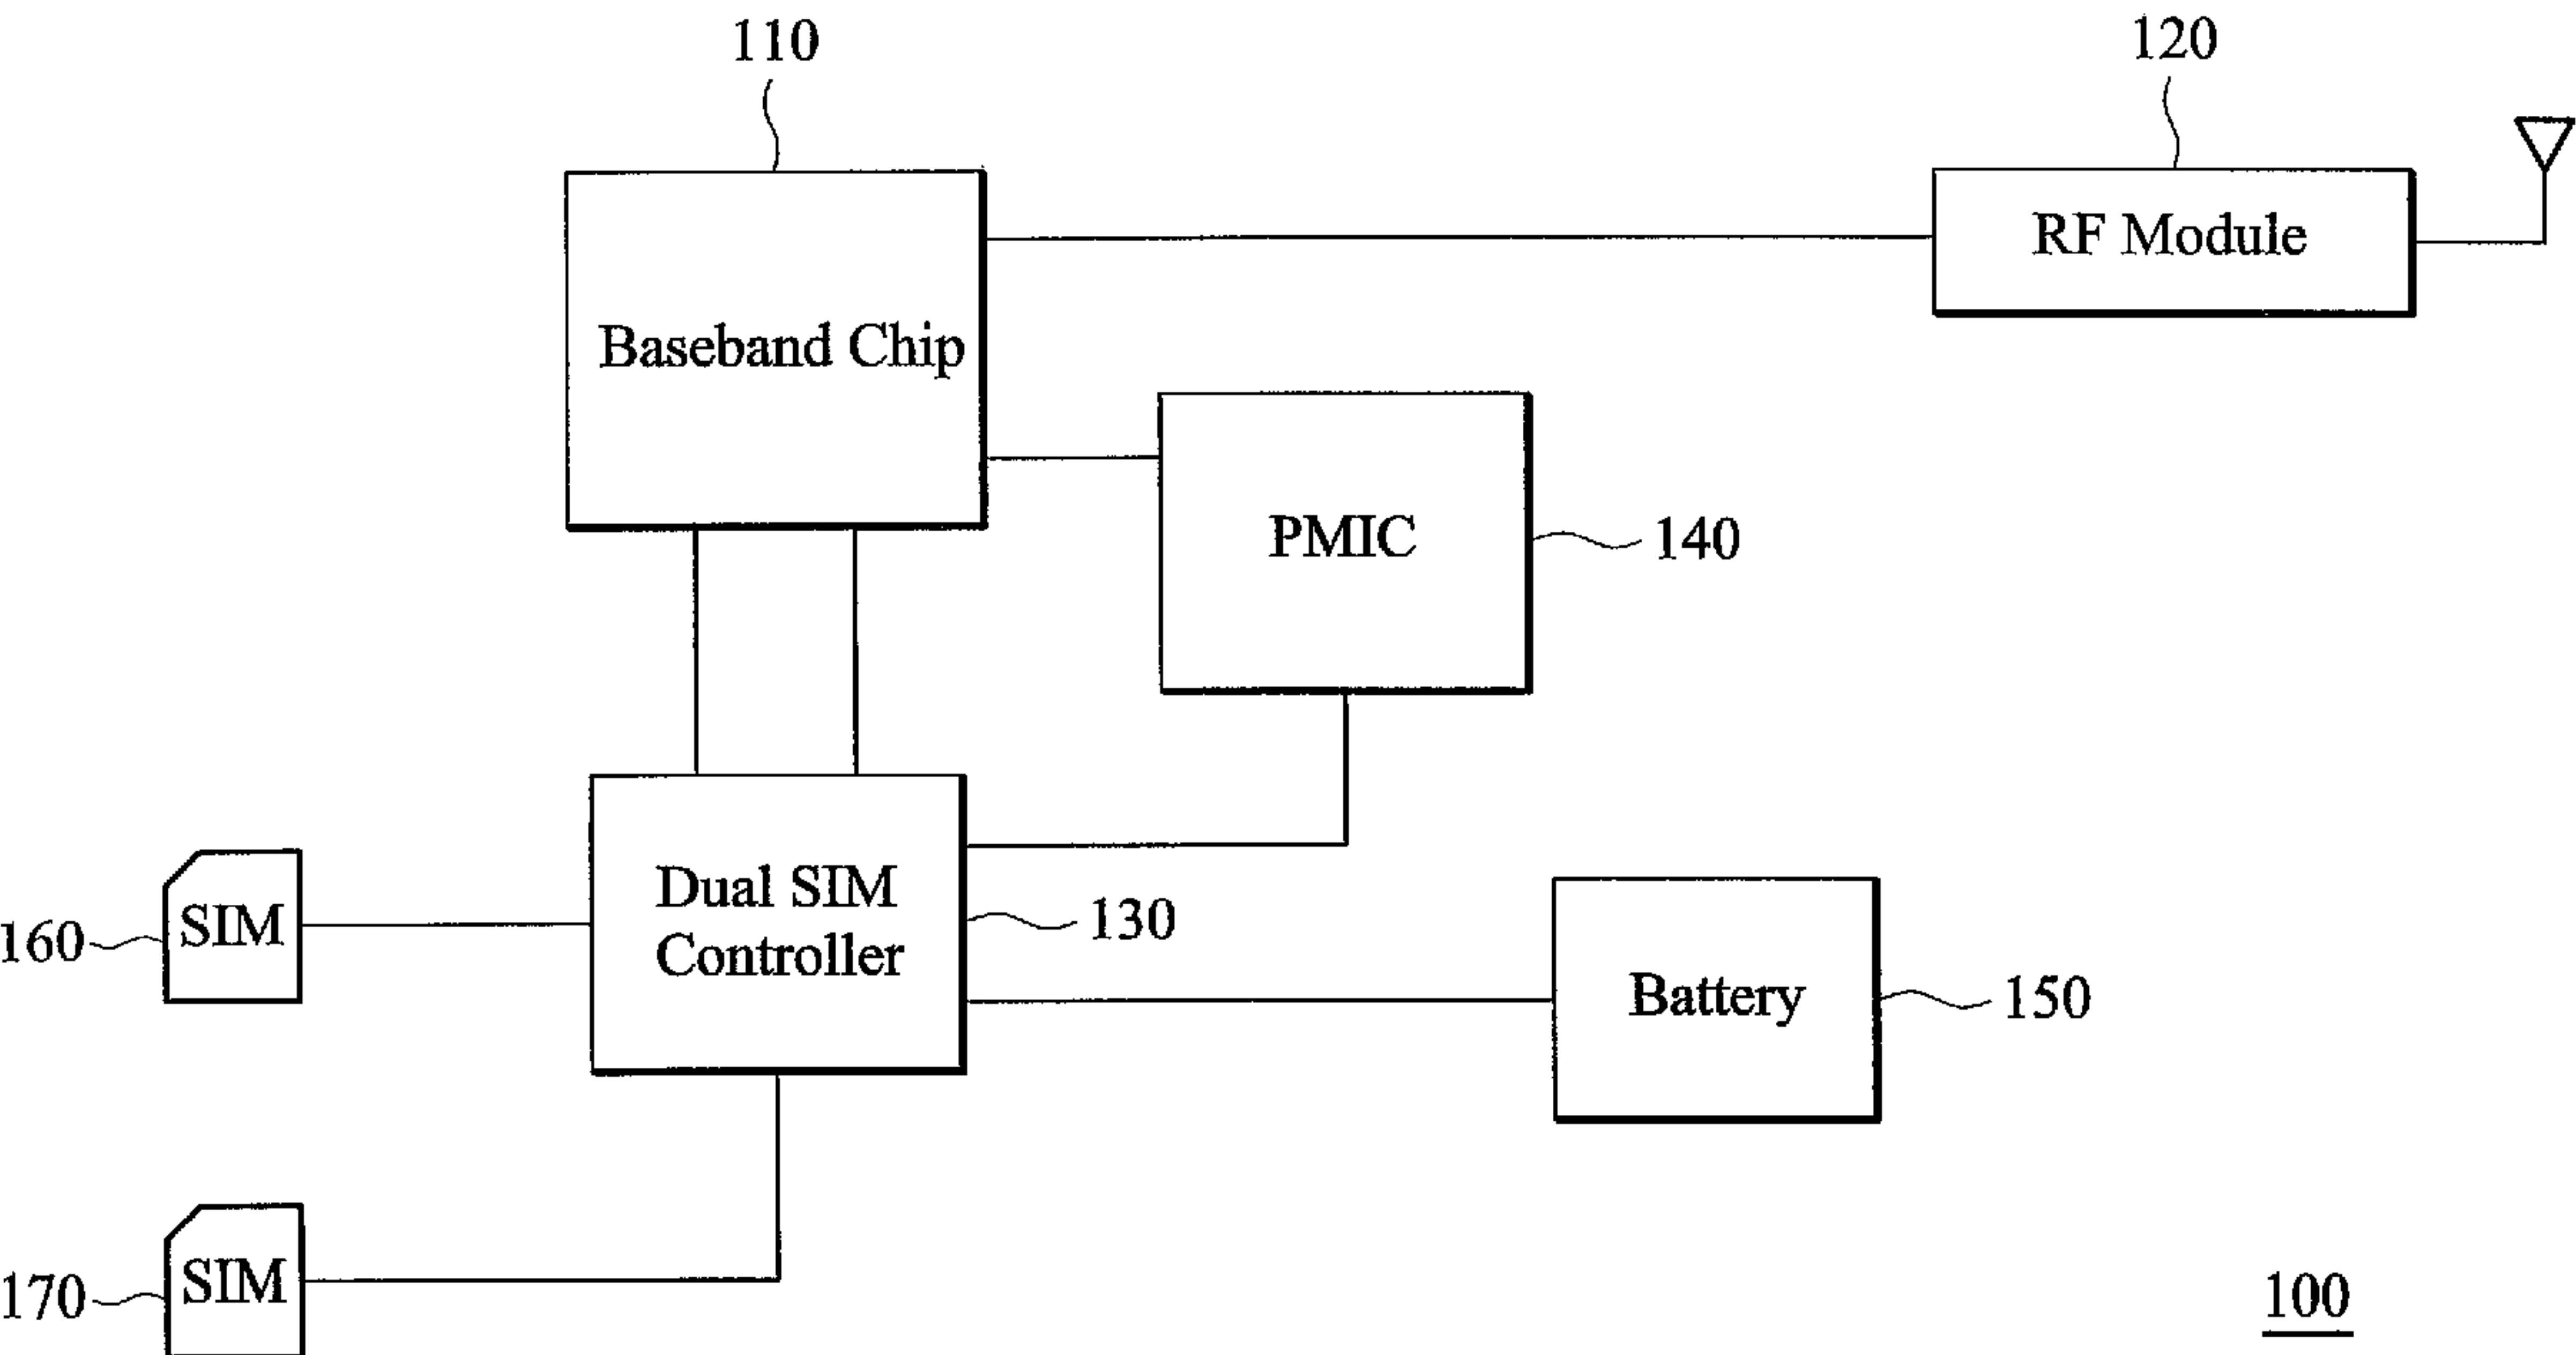 110
120
RF Module
Baseband Chip
PMIC
140
Dual SIM
Controller
130
160
SIM
Battery
150
170
SIM
100